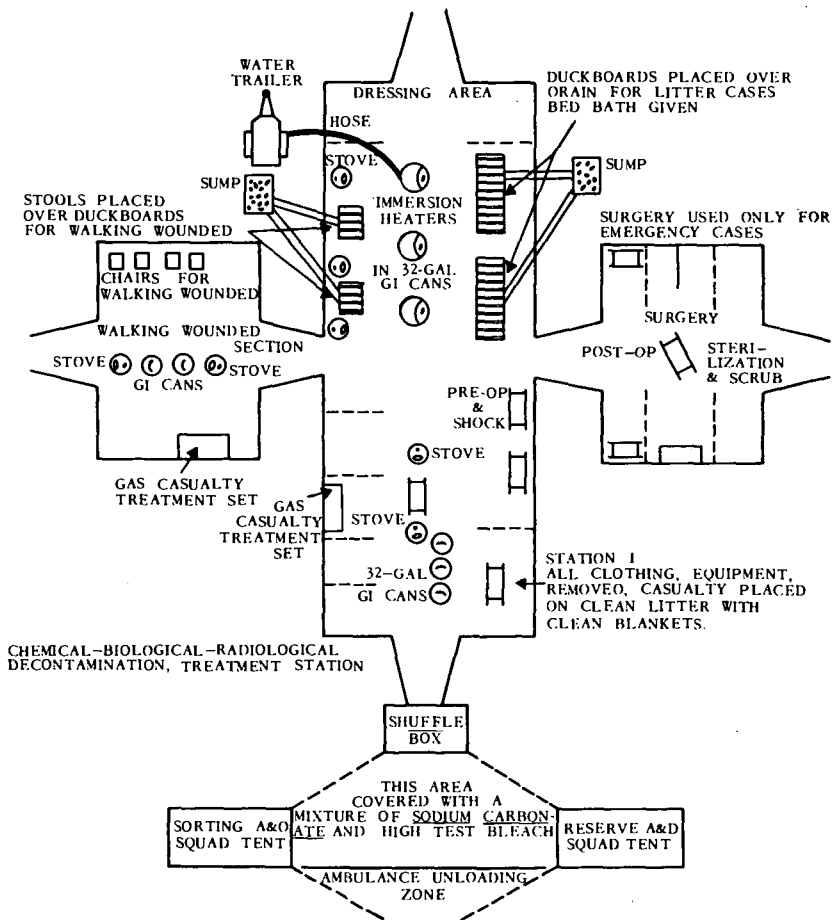 WATER
TRAILER
DRESSING AREA
DUCKBOARDS PLACED OVER
ORAIN FOR LITTER CASES
BED BATH GIVEN
HOSE
STOVE
SUMP
SUMP
STOOLS PLACED
OVER DUCKBOARDS
FOR WALKING WOUNDED
IMMERSION
HEATERS
IN 32-GAL
GI CANS
SURGERY USED ONLY FOR
EMERGENCY CASES
CHAIRS FOR
WALKING WOUNDED
WALKING WOUNDED
SECTION
STOVE
STOVE
GI CANS
GAS CASUALTY
TREATMENT SET
SURGERY
POST-OP
STERI-
LIZATION
& SCRUB
PRE-OP
&
SHOCK
STOVE
GAS
CASUALTY
TREATMENT
SET
STOVE
32-GAL
GI CANS
STATION I
ALL CLOTHING, EQUIPMENT,
REMOVEO, CASUALTY PLACED
ON CLEAN LITTER WITH
CLEAN BLANKETS.
CHEMICAL-BIOLOGICAL-RADIOLOGICAL
DECONTAMINATION, TREATMENT STATION
SHUFFLE
BOX
THIS AREA
COVERED WITH A
MIXTURE OF SODIUM CARBON-
ATE AND HIGH TEST BLEACH
SORTING A&O
SQUAD TENT
RESERVE A&D
SQUAD TENT
AMBULANCE UNLOADING
ZONE